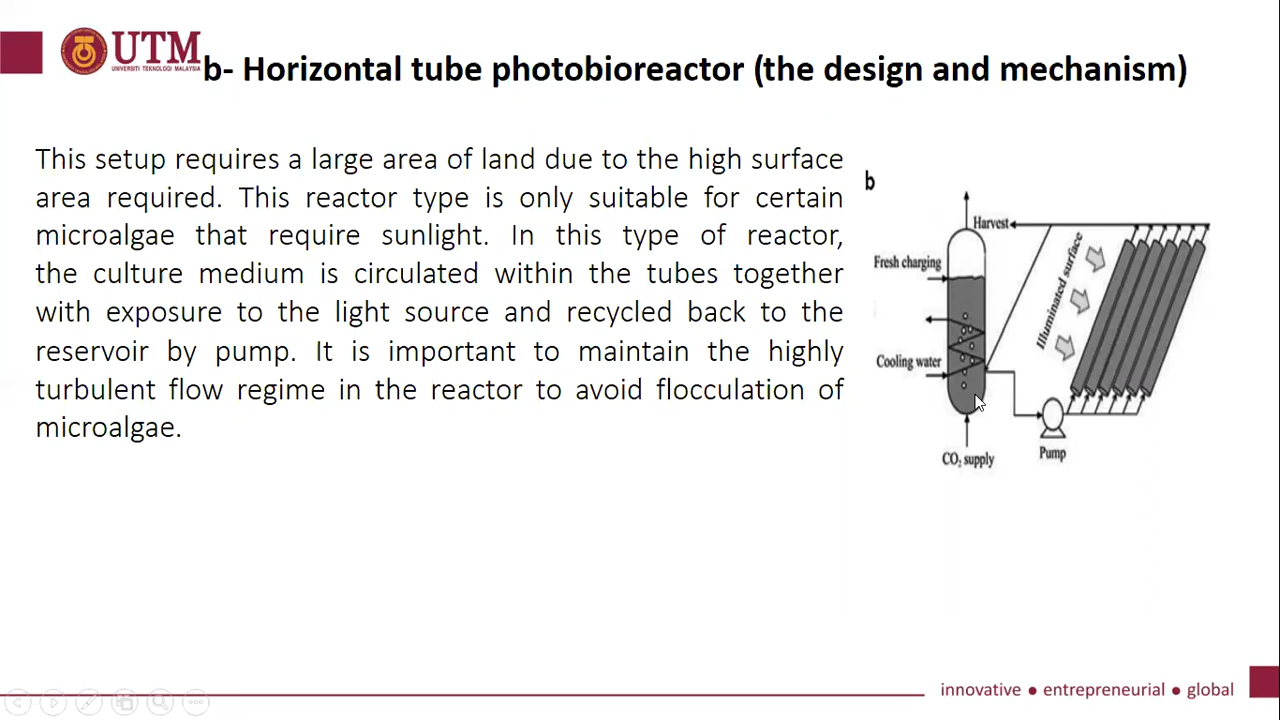 UTM
UNIVERSITI TEKNOLOGI MALAYSIA
b- Horizontal tube photobioreactor (the design and mechanism)
This setup requires a large area of land due to the high surface
area required. This reactor type is only suitable for certain
microalgae that require sunlight. In this type of reactor,
the culture medium is circulated within the tubes together
with exposure to the light source and recycled back to the
reservoir by pump. It is important to maintain the highly
turbulent flow regime in the reactor to avoid flocculation of
microalgae.
b
Harvest
Fresh charging
Illuminated surface
Cooling water
Pump
CO₂ supply
innovative ● entrepreneurial ● global